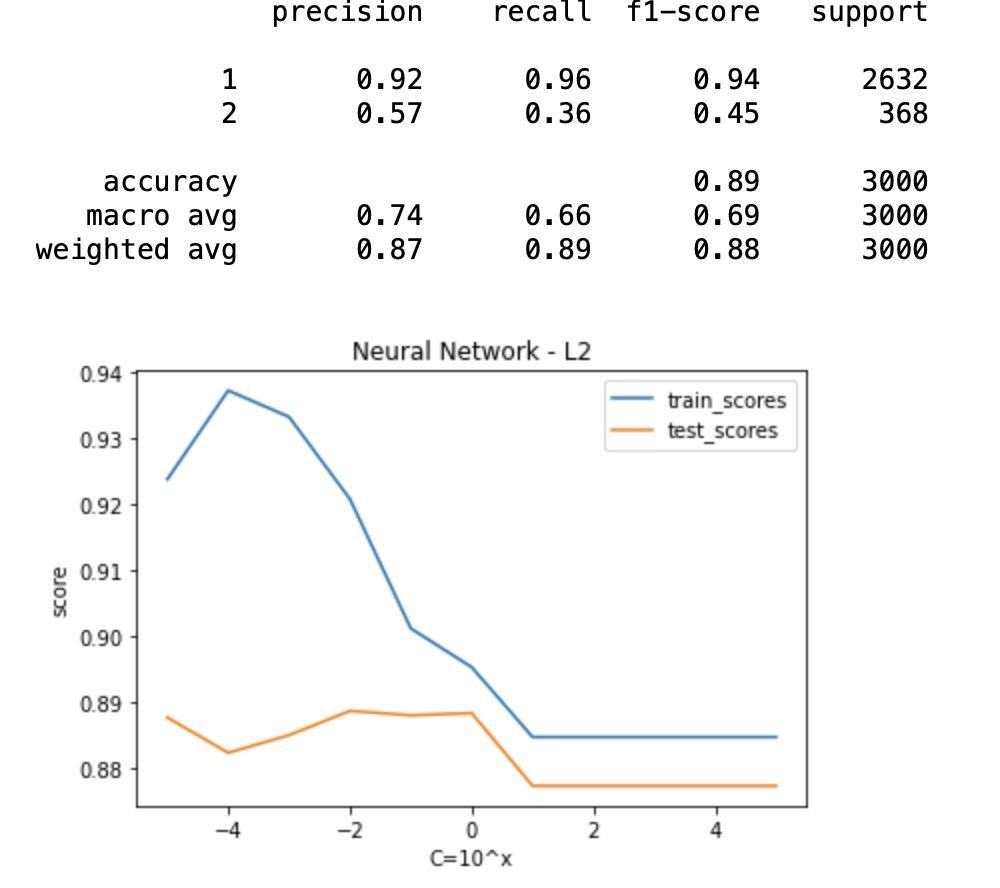 precision recall f1-score support
1 0.92 0.96 0.94 2632
2 0.57 0.36 0.45 368
accuracy 0.89 3000
macro avg 0.74 0.66 0.69 3000
weighted avg 0.87 0.89 0.88 3000
Neural Network - L2
train_scores
test_scores
score
0.94
0.93
0.92
0.91
0.90
0.89
0.88
−4 −2 0 2 4
C=10^x